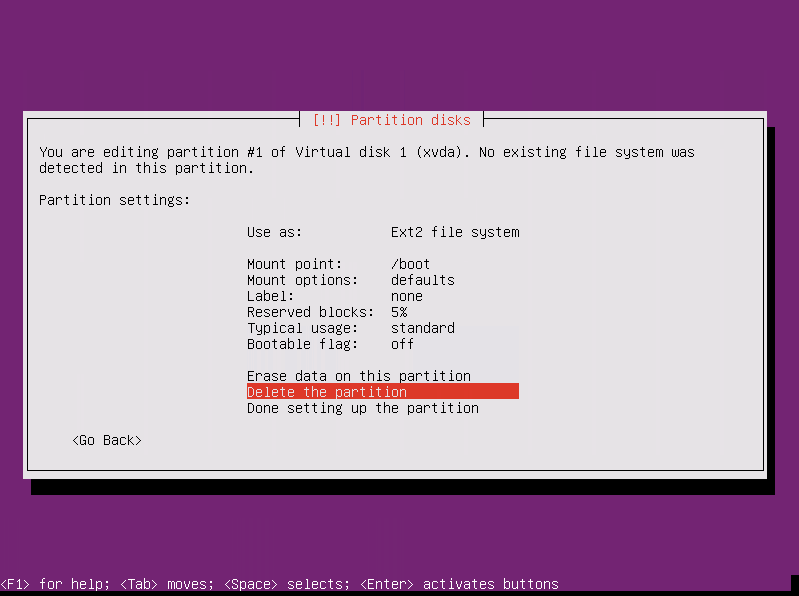 [!!] Partition disks
You are editing partition #1 of Virtual disk 1 (xvda). No existing file system was
detected in this partition.
Partition settings:
Use as: Ext2 file system
Mount point: /boot
Mount options: defaults
Label: none
Reserved blocks: 5%
Typical usage: standard
Bootable flag: off
Erase data on this partition
Delete the partition
Done setting up the partition
<Go Back>
<F1> for help; <Tab> moves; <Space> selects; <Enter> activates buttons